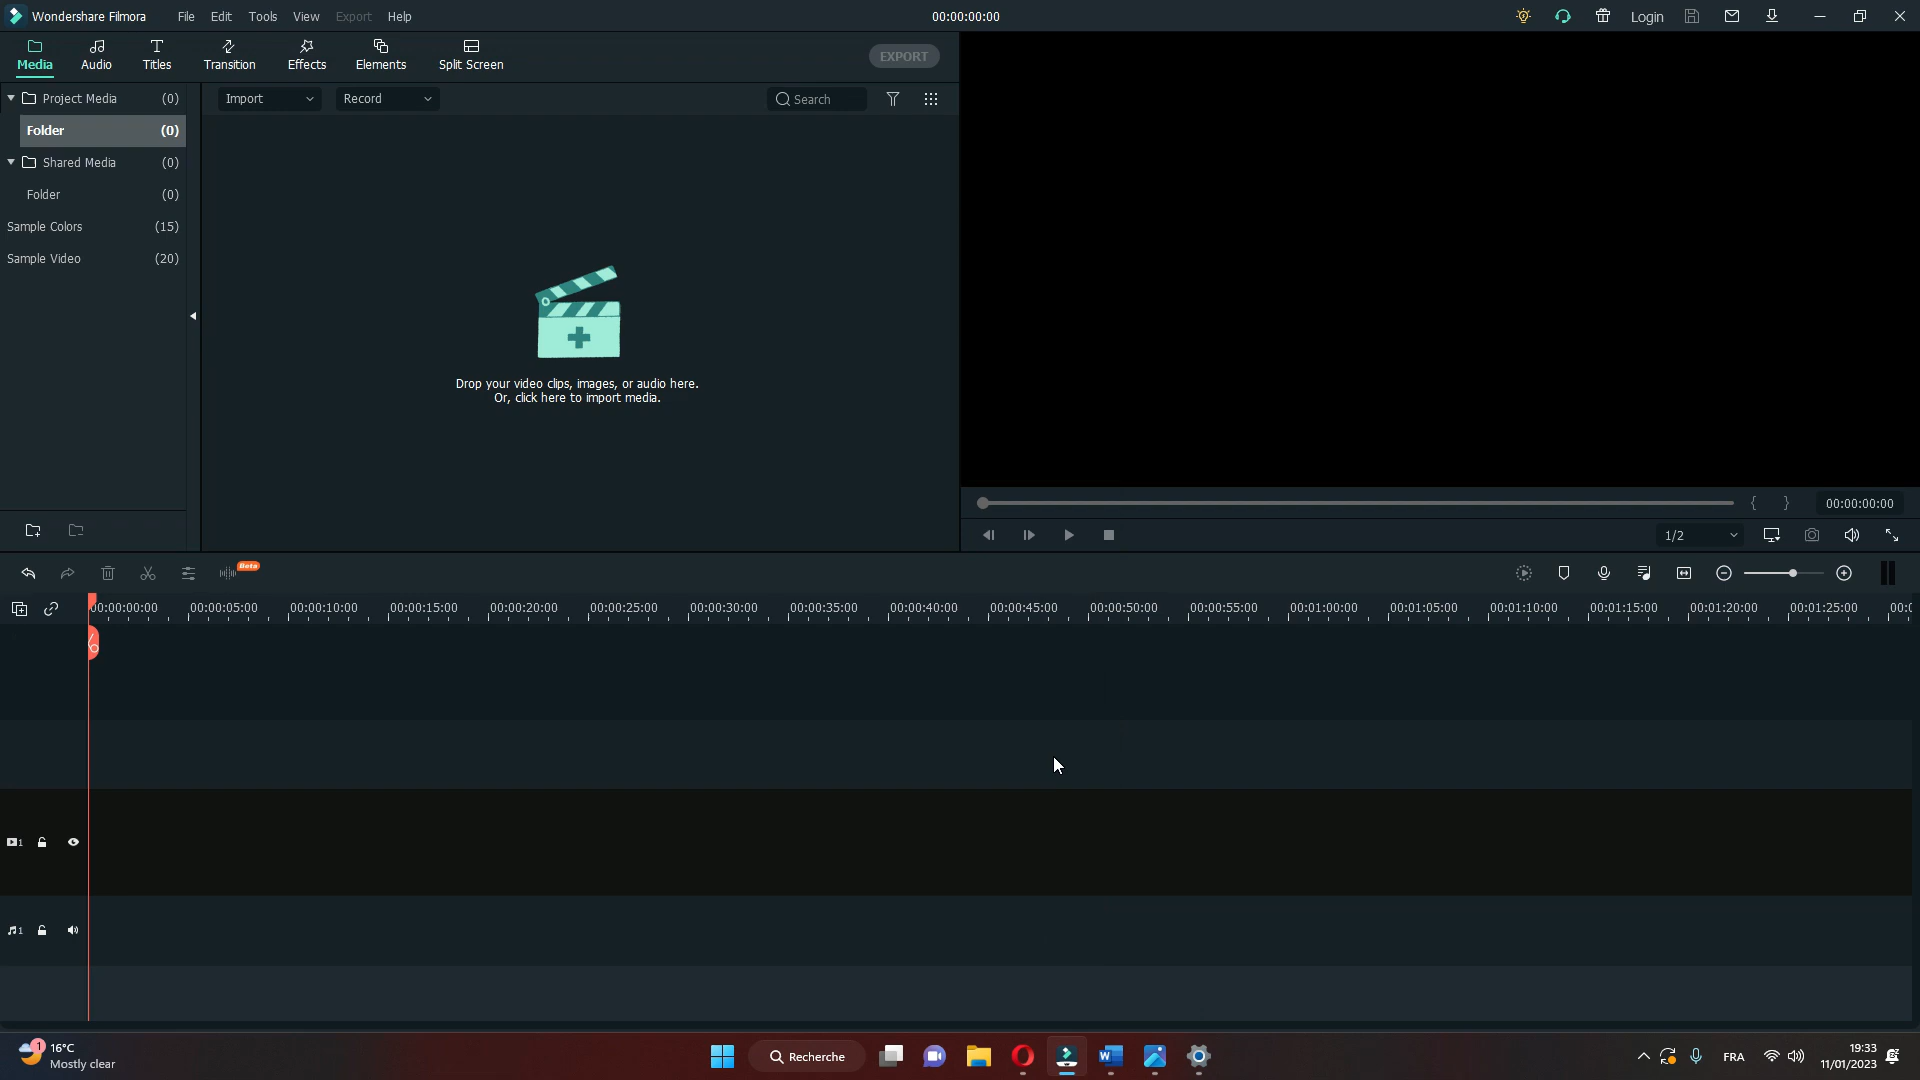 Wondershare Filmora File Edit Tools View Export Help 00:00:00:00 Login
Media Audio Titles Transition Effects Elements Split Screen EXPORT
Project Media (0) Import Record Search
Folder (0)
Shared Media (0)
Folder (0)
Sample Colors (15)
Sample Video (20)
Drop your video clips, images, or audio here.
Or, click here to import media.
{ } 00:00:00:00
1/2
Beta
00:00:00:00 00:00:05:00 00:00:10:00 00:00:15:00 00:00:20:00 00:00:25:00 00:00:30:00 00:00:35:00 00:00:40:00 00:00:45:00 00:00:50:00 00:00:55:00 00:01:00:00 00:01:05:00 00:01:10:00 00:01:15:00 00:01:20:00 00:01:25:00 00:0
1
1
1 16°C
Mostly clear
Recherche
FRA
19:33
11/01/2023